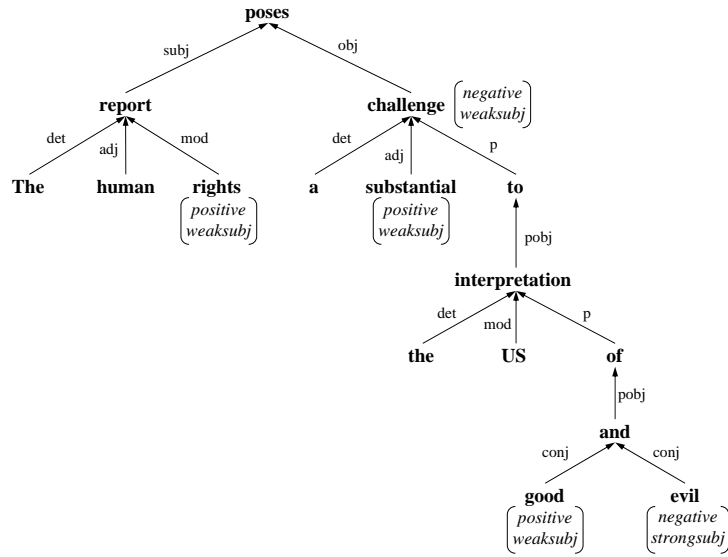 poses
subj obj
report challenge negative weaksubj
det adj mod det adj p
The human rights a substantial to
positive weaksubj positive weaksubj
pobj
interpretation
det mod p
the US of
pobj
and
conj conj
good evil
positive negative
weaksubj strongsubj